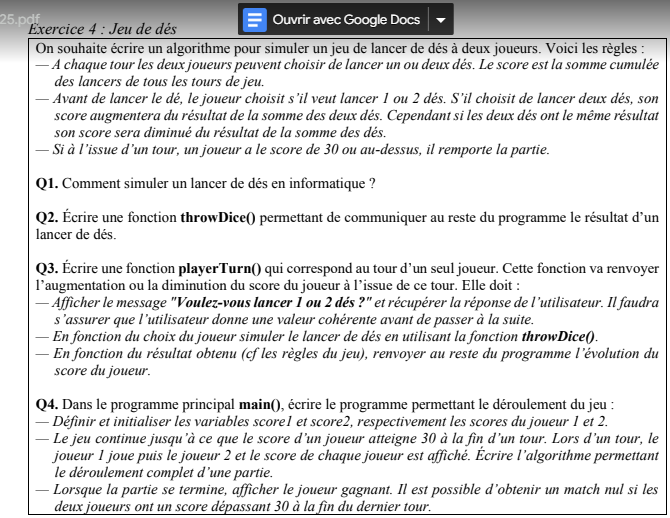 25.pdf
Ouvrir avec Google Docs
Exercice 4 : Jeu de dés
On souhaite écrire un algorithme pour simuler un jeu de lancer de dés à deux joueurs. Voici les règles :
— A chaque tour les deux joueurs peuvent choisir de lancer un ou deux dés. Le score est la somme cumulée
des lancers de tous les tours de jeu.
— Avant de lancer le dé, le joueur choisit s'il veut lancer 1 ou 2 dés. S'il choisit de lancer deux dés, son
score augmentera du résultat de la somme des deux dés. Cependant si les deux dés ont le même résultat
son score sera diminué du résultat de la somme des dés.
— Si à l'issue d'un tour, un joueur a le score de 30 ou au-dessus, il remporte la partie.
Q1. Comment simuler un lancer de dés en informatique ?
Q2. Écrire une fonction throwDice() permettant de communiquer au reste du programme le résultat d'un
lancer de dés.
Q3. Écrire une fonction playerTurn() qui correspond au tour d'un seul joueur. Cette fonction va renvoyer
l'augmentation ou la diminution du score du joueur à l'issue de ce tour. Elle doit :
— Afficher le message "Voulez-vous lancer 1 ou 2 dés ?" et récupérer la réponse de l'utilisateur. Il faudra
s'assurer que l'utilisateur donne une valeur cohérente avant de passer à la suite.
— En fonction du choix du joueur simuler le lancer de dés en utilisant la fonction throwDice().
— En fonction du résultat obtenu (cf les règles du jeu), renvoyer au reste du programme l'évolution du
score du joueur.
Q4. Dans le programme principal main(), écrire le programme permettant le déroulement du jeu :
— Définir et initialiser les variables score1 et score2, respectivement les scores du joueur 1 et 2.
— Le jeu continue jusqu'à ce que le score d'un joueur atteigne 30 à la fin d'un tour. Lors d'un tour, le
joueur 1 joue puis le joueur 2 et le score de chaque joueur est affiché. Écrire l'algorithme permettant
le déroulement complet d'une partie.
— Lorsque la partie se termine, afficher le joueur gagnant. Il est possible d'obtenir un match nul si les
deux joueurs ont un score dépassant 30 à la fin du dernier tour.